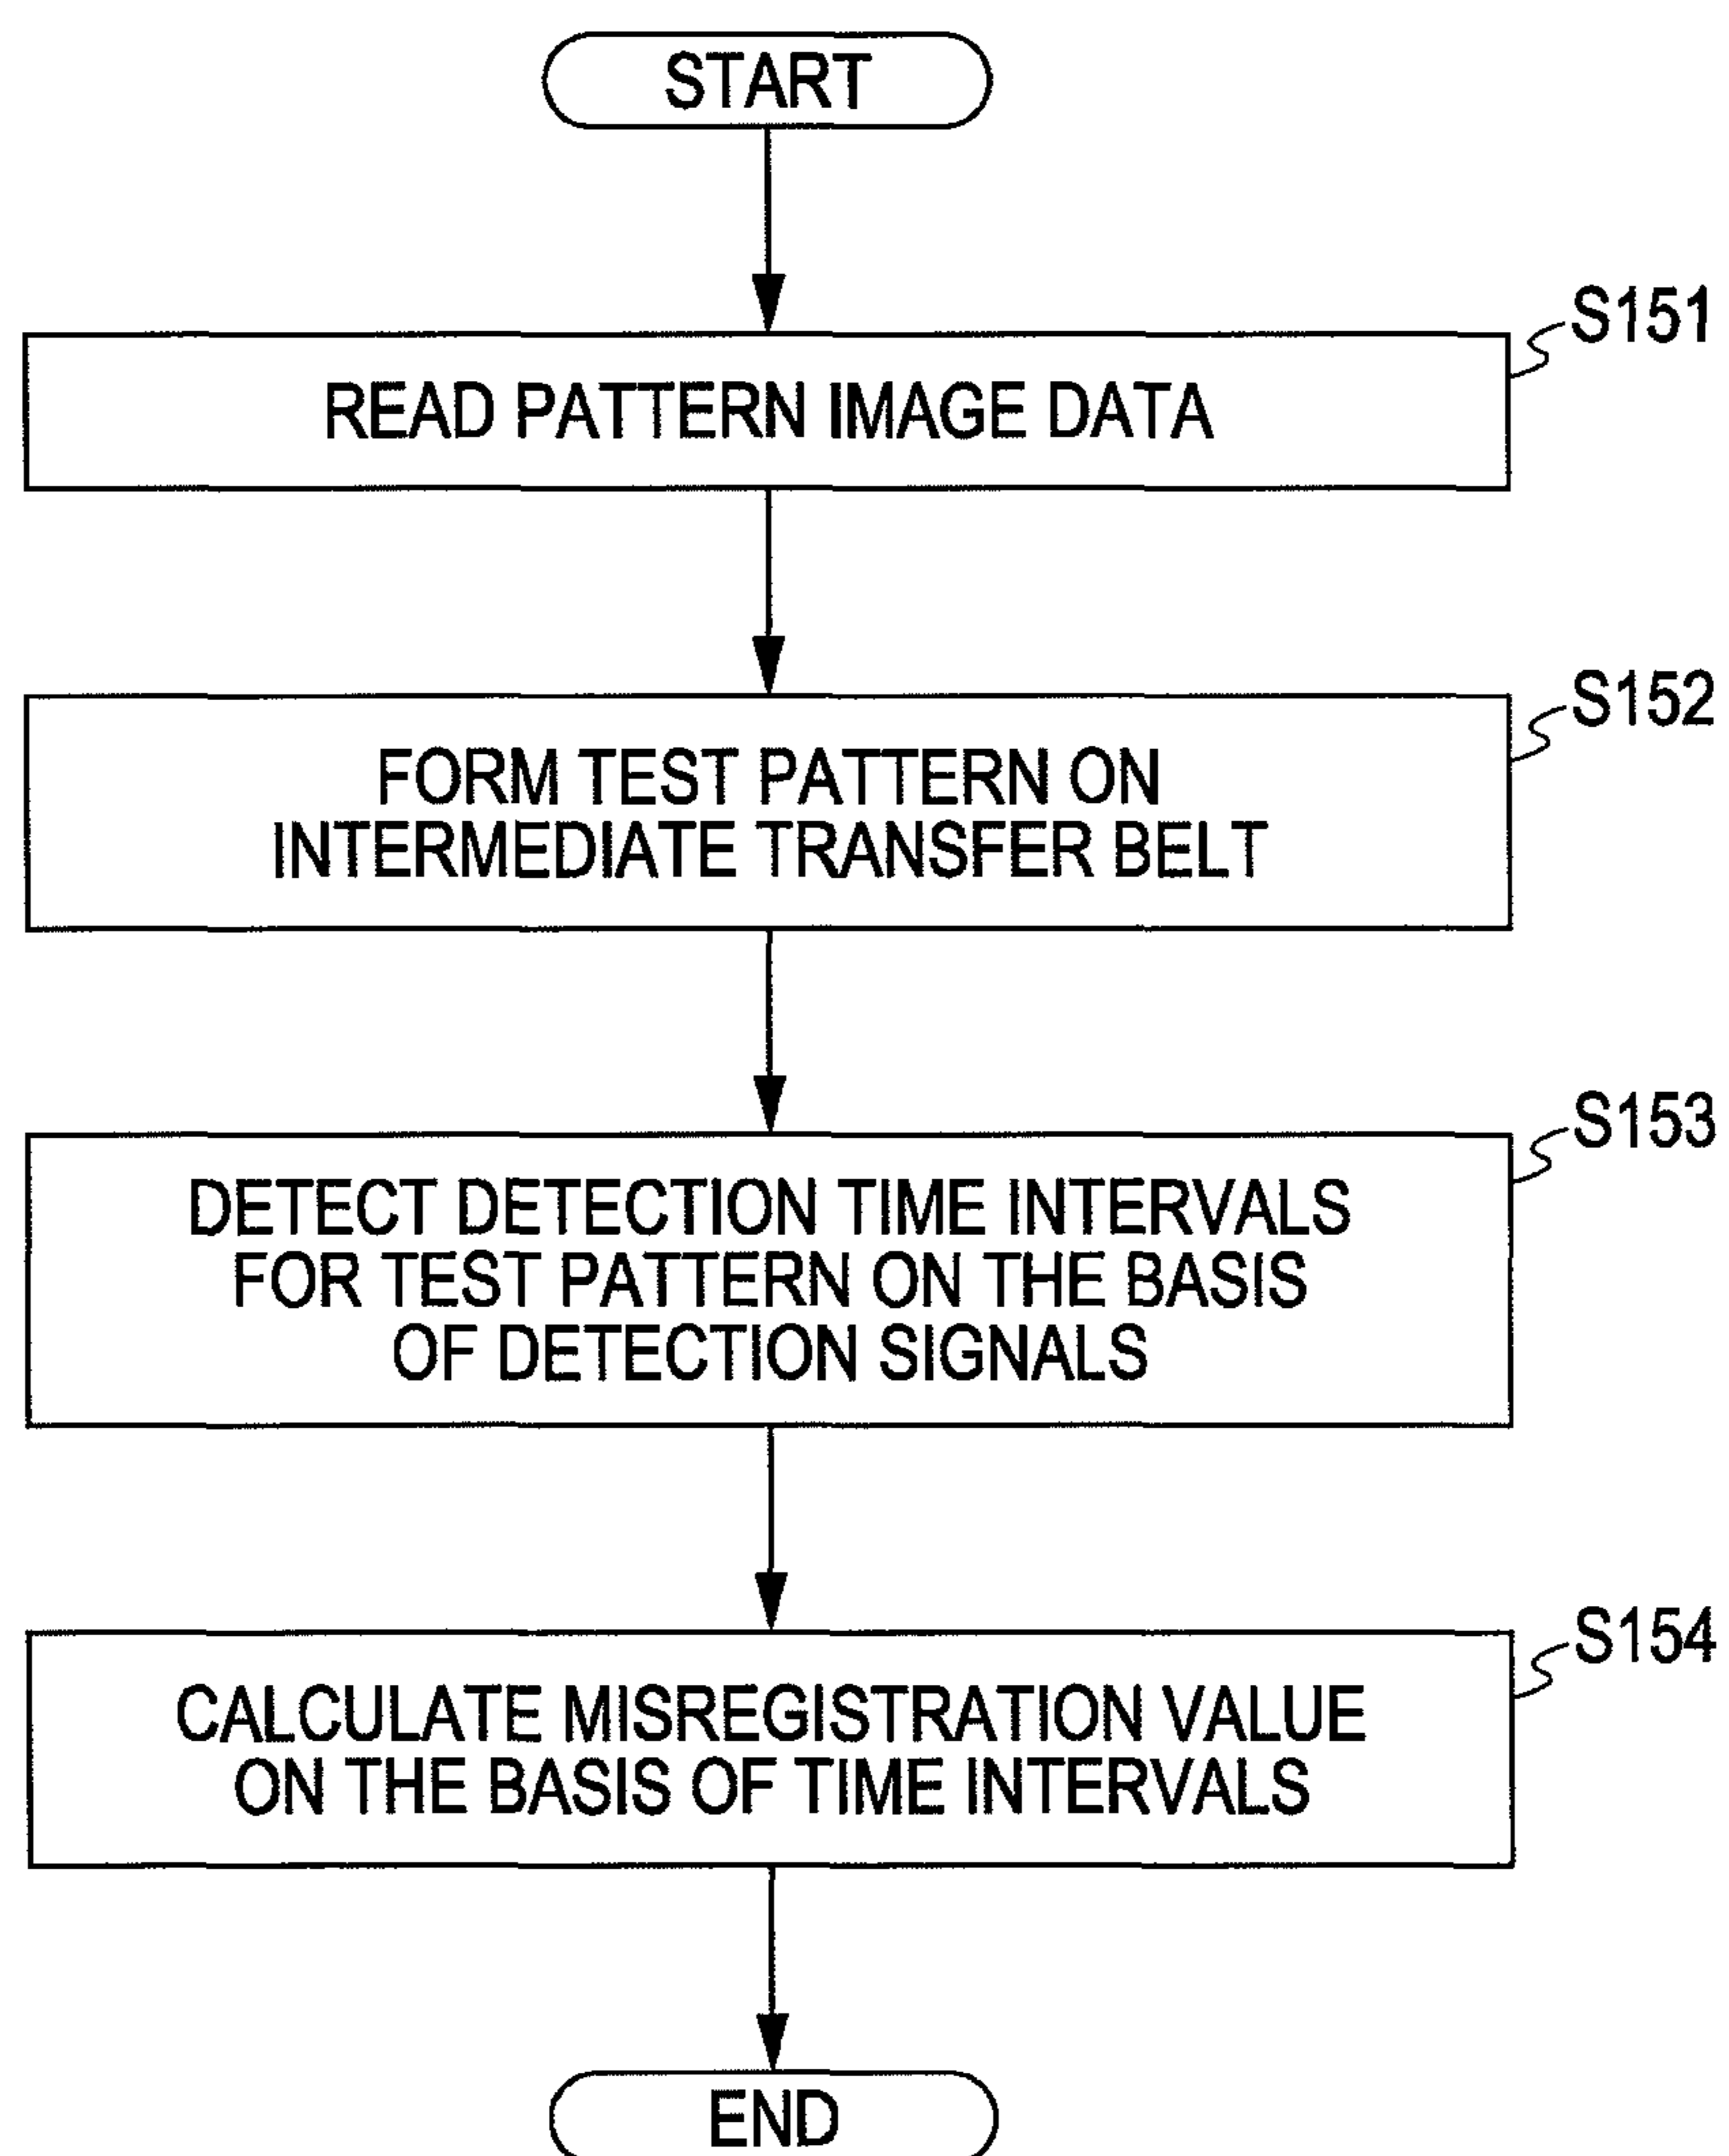 START
S151
READ PATTERN IMAGE DATA
S152
FORM TEST PATTERN ON
INTERMEDIATE TRANSFER BELT
S153
DETECT DETECTION TIME INTERVALS
FOR TEST PATTERN ON THE BASIS
OF DETECTION SIGNALS
S154
CALCULATE MISREGISTRATION VALUE
ON THE BASIS OF TIME INTERVALS
END